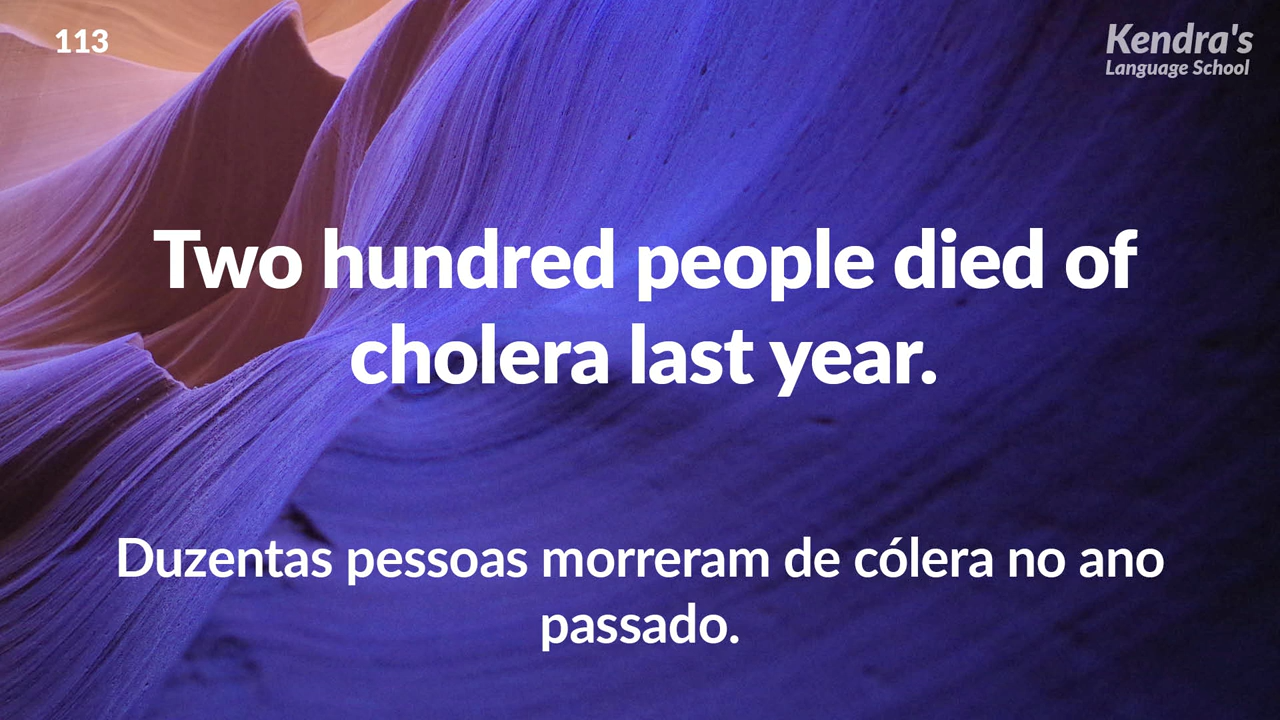 113
Kendra's
Language School
Two hundred people died of
cholera last year.
Duzentas pessoas morreram de cólera no ano
passado.